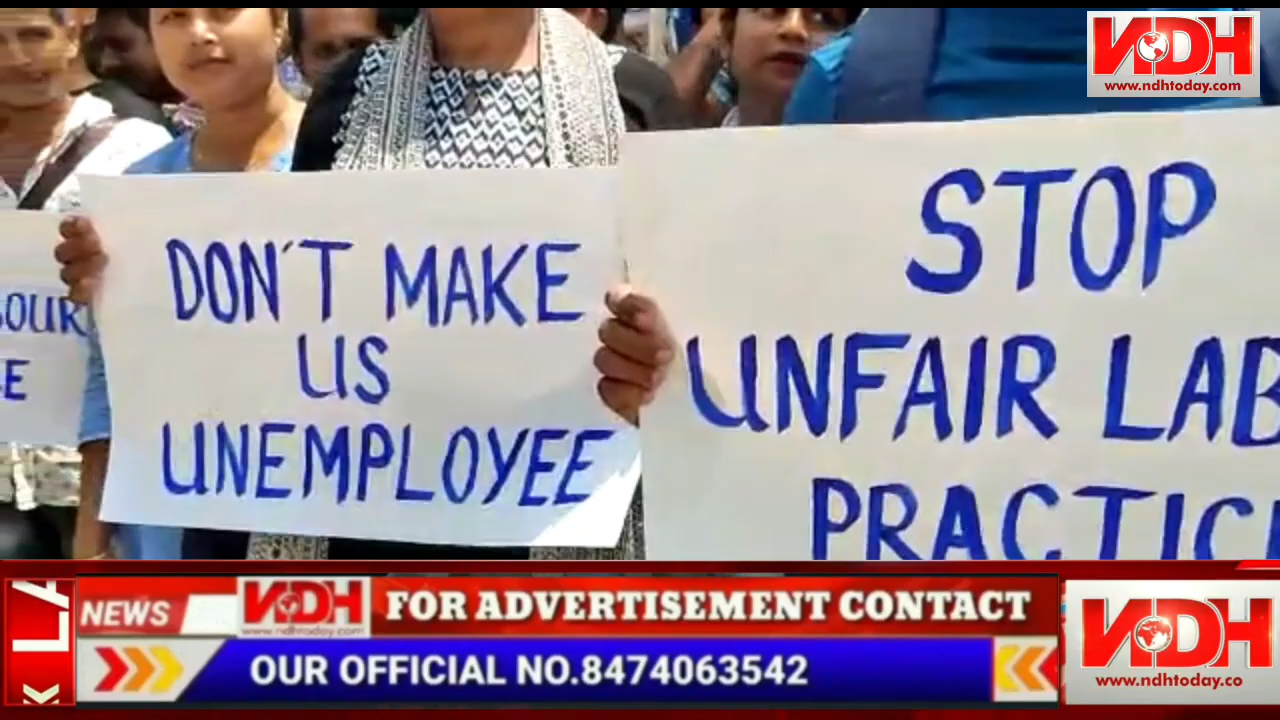 NDH
www.ndhtoday.com
DON'T MAKE
US
UNEMPLOYEE
STOP
UNFAIR LAB
PRACTIC
OUR
E
NEWS
NDH
www.ndhtoday.com
FOR ADVERTISEMENT CONTACT
OUR OFFICIAL NO.8474063542
NDH
www.ndhtoday.co